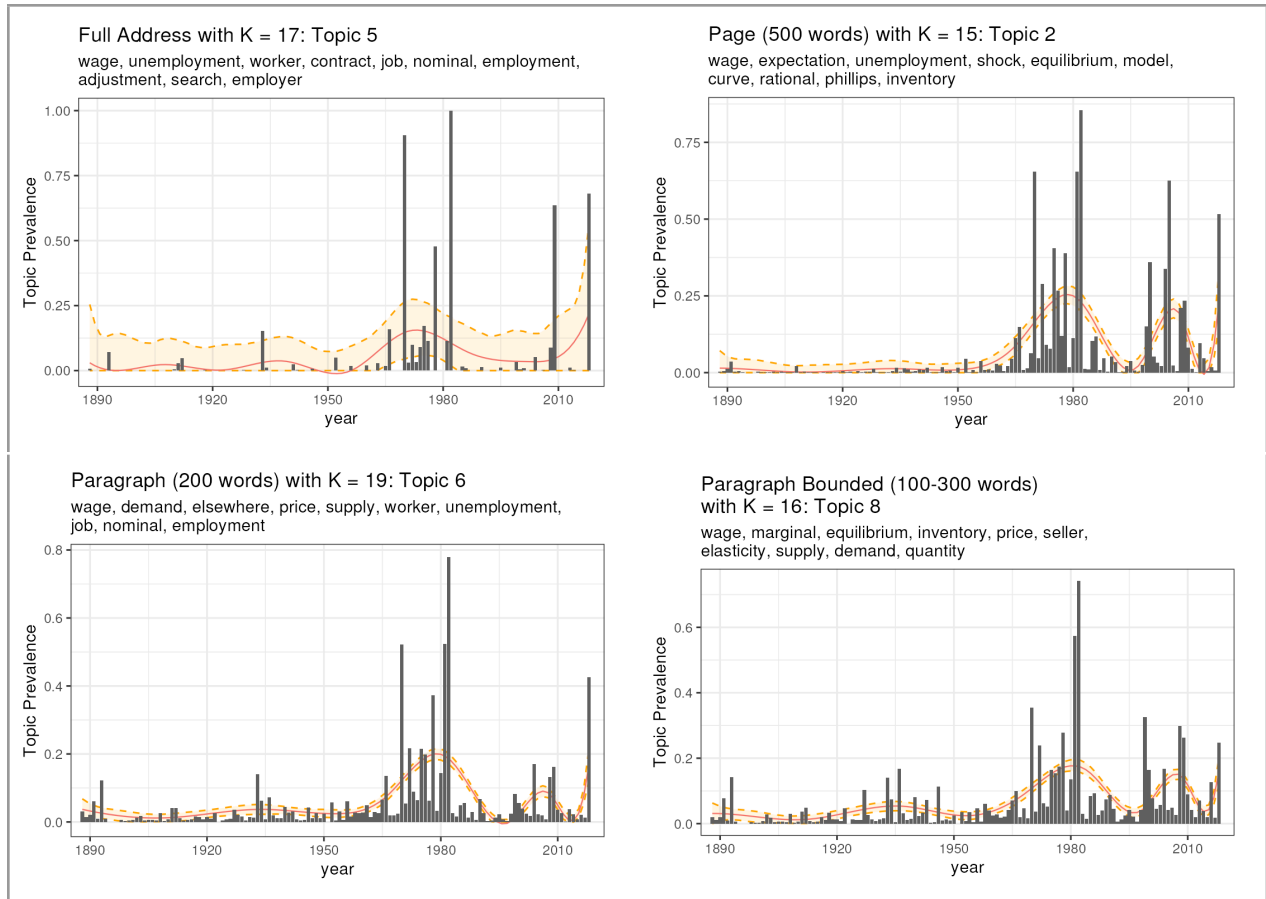 Full Address with K = 17: Topic 5
wage, unemployment, worker, contract, job, nominal, employment,
adjustment, search, employer
1.00
0.75
0.50
0.25
0.00
Topic Prevalence
1890 1920 1950 1980 2010
year
Page (500 words) with K = 15: Topic 2
wage, expectation, unemployment, shock, equilibrium, model,
curve, rational, phillips, inventory
0.75
0.50
0.25
0.00
Topic Prevalence
1890 1920 1950 1980 2010
year
Paragraph (200 words) with K = 19: Topic 6
wage, demand, elsewhere, price, supply, worker, unemployment,
job, nominal, employment
0.8
0.6
0.4
0.2
0.0
Topic Prevalence
1890 1920 1950 1980 2010
year
Paragraph Bounded (100-300 words)
with K = 16: Topic 8
wage, marginal, equilibrium, inventory, price, seller,
elasticity, supply, demand, quantity
0.6
0.4
0.2
0.0
Topic Prevalence
1890 1920 1950 1980 2010
year